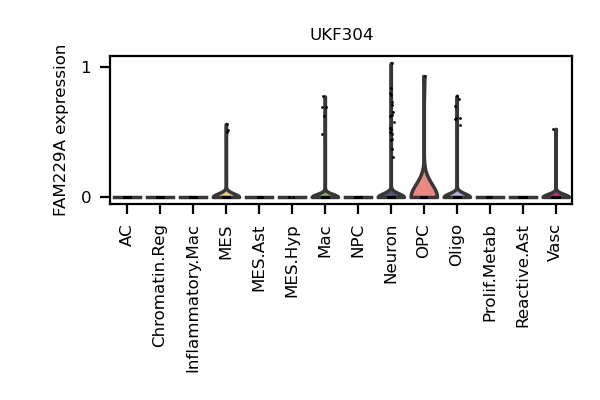 UKF304
FAM229A expression
1
0
AC
Chromatin.Reg
Inflammatory.Mac
MES
MES.Ast
MES.Hyp
Mac
NPC
Neuron
OPC
Oligo
Prolif.Metab
Reactive.Ast
Vasc